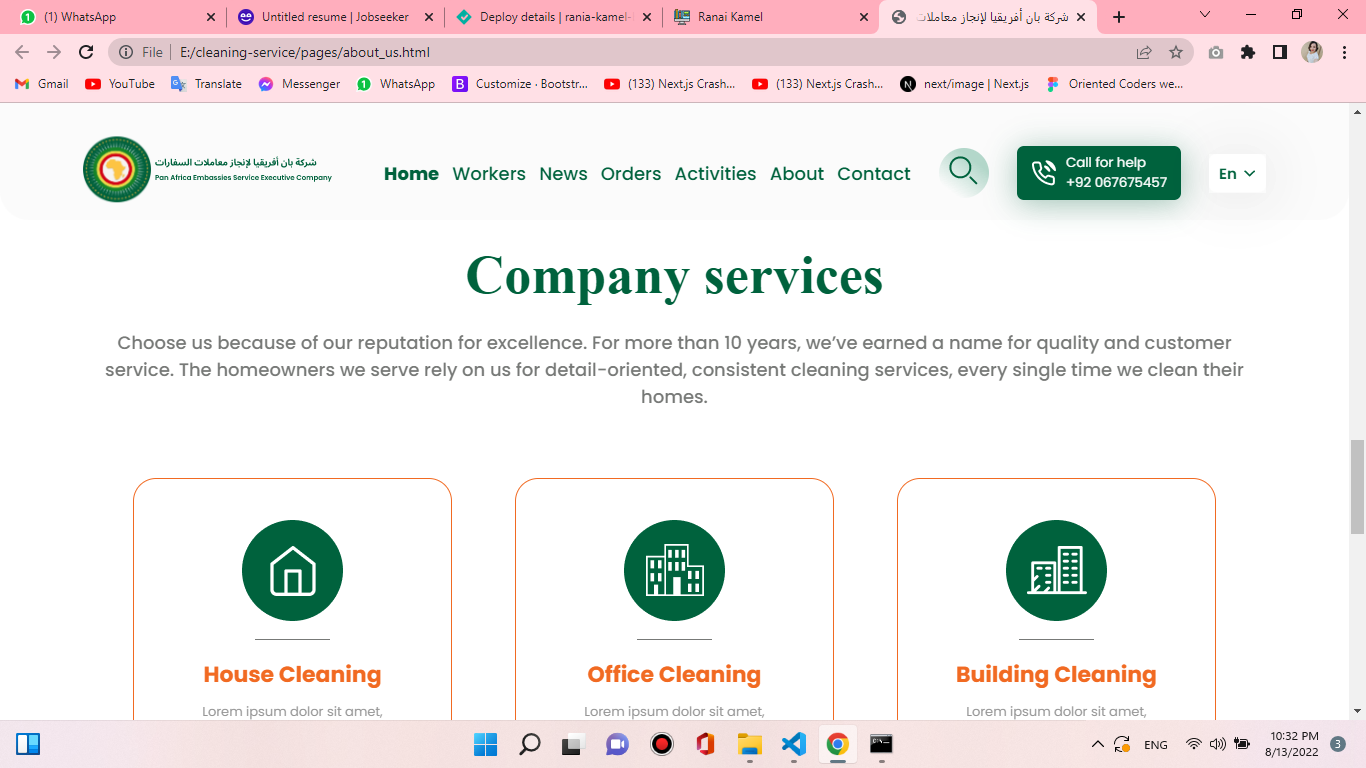 (1) WhatsApp
Untitled resume | Jobseeker
Deploy details | rania-kamel-
Ranai Kamel
شركة بان أفريقيا لإنجاز معاملات
File
E:/cleaning-service/pages/about_us.html
Gmail
YouTube
Translate
Messenger
WhatsApp
Customize · Bootstr...
(133) Next.js Crash...
(133) Next.js Crash...
next/image | Next.js
Oriented Coders we...
شركة بان أفريقيا لإنجاز معاملات السفارات
Pan Africa Embassies Service Executive Company
Home Workers News Orders Activities About Contact
Call for help
+92 067675457
En
Company services
Choose us because of our reputation for excellence. For more than 10 years, we’ve earned a name for quality and customer
service. The homeowners we serve rely on us for detail-oriented, consistent cleaning services, every single time we clean their
homes.
House Cleaning
Lorem ipsum dolor sit amet,
Office Cleaning
Lorem ipsum dolor sit amet,
Building Cleaning
Lorem ipsum dolor sit amet,
ENG
10:32 PM
8/13/2022
3